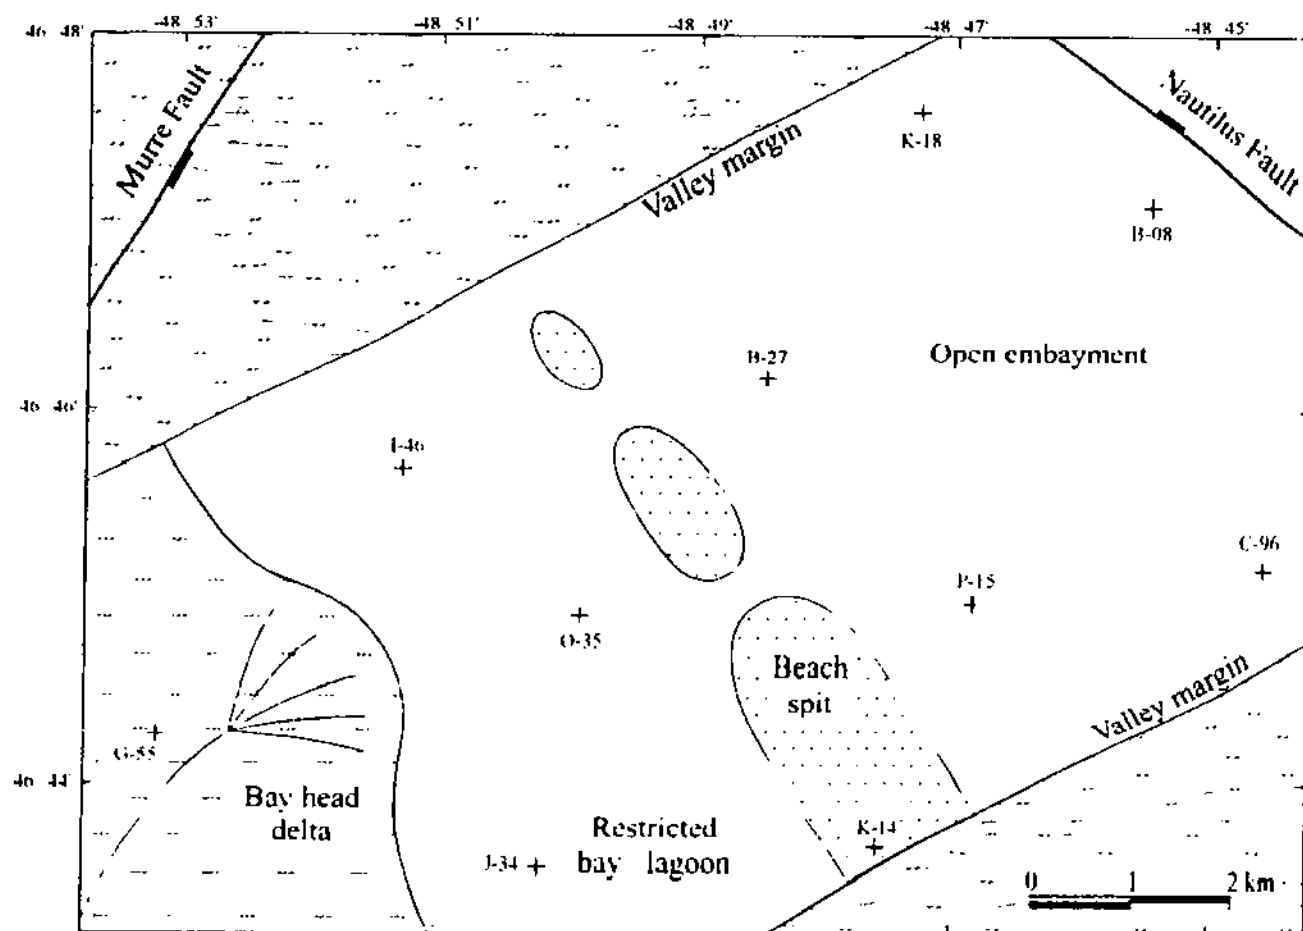 -48 53' -48 51' -48 49' -48 47' -48 45'
46 48'
Murre Fault
Valley margin
K-18
Nautilus Fault
B-08
B-27
Open embayment
46 46'
I-46
C-96
P-15
O-35
Beach
spit
Valley margin
G-55
46 44'
Bay head
delta
Restricted
bay lagoon
K-14
J-34
0 1 2 km